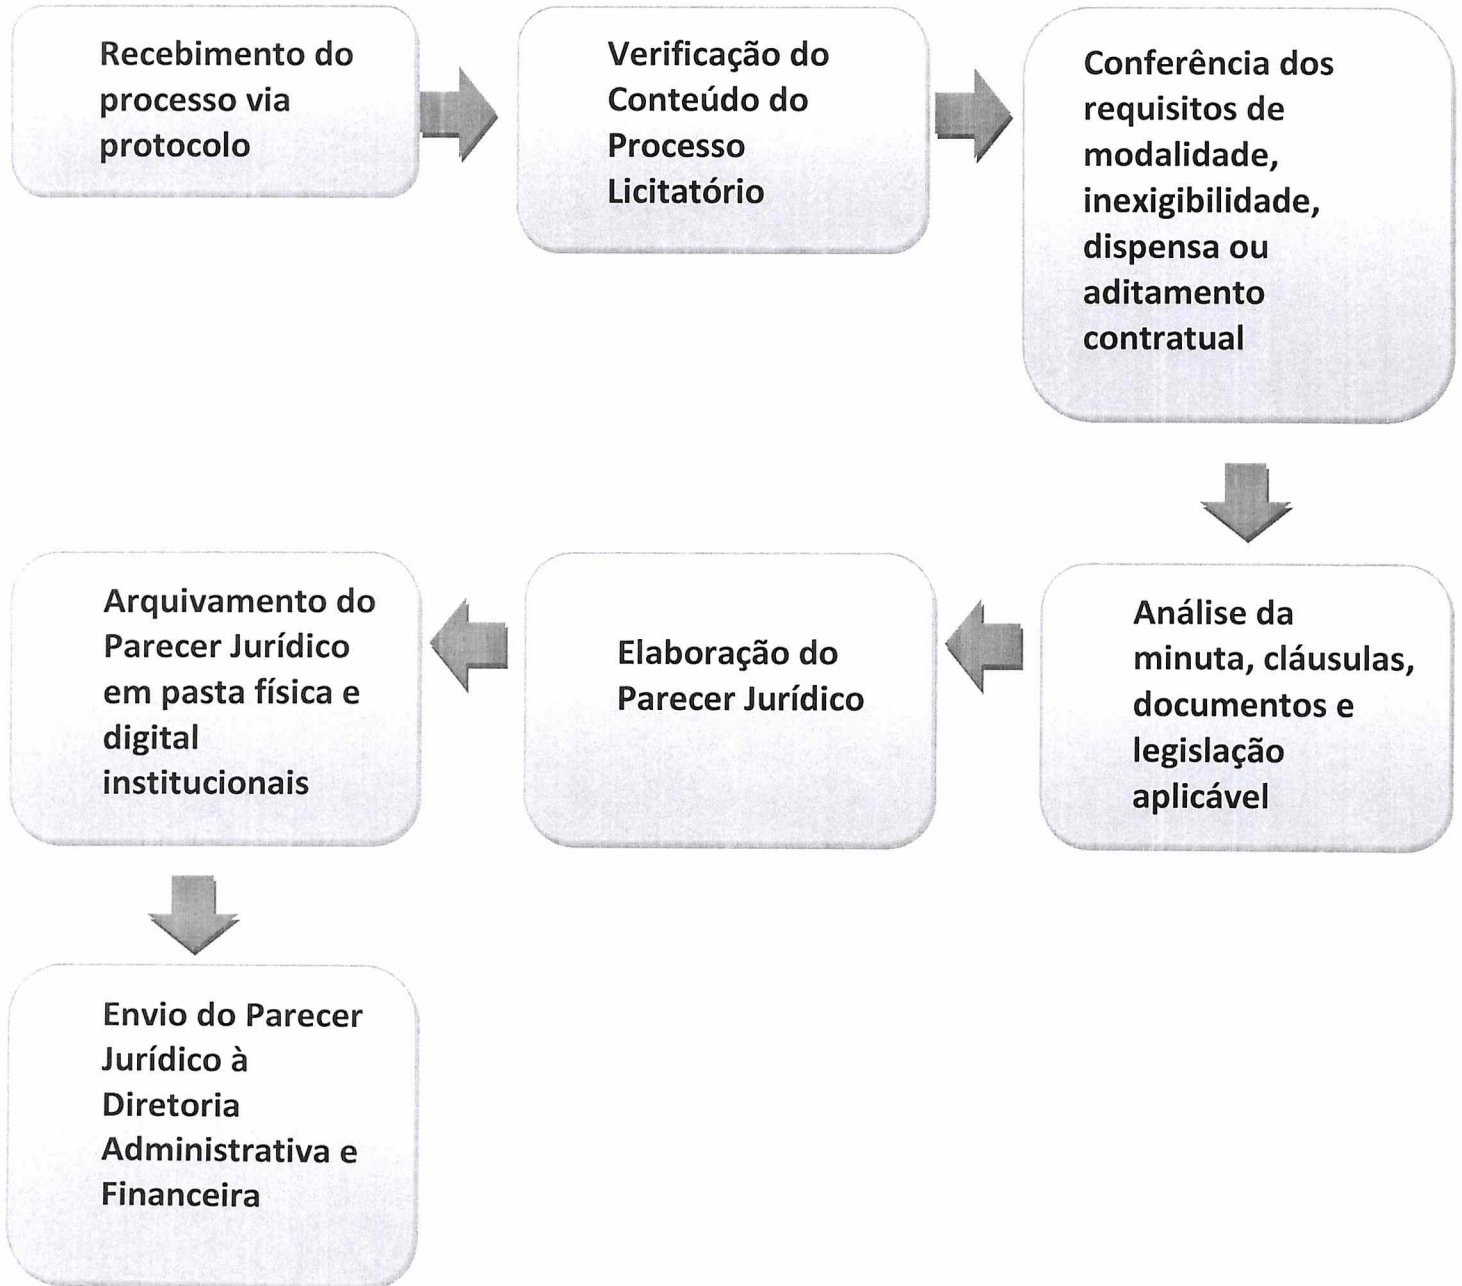 Recebimento do
processo via
protocolo
Verificação do
Conteúdo do
Processo
Licitatório
Conferência dos
requisitos de
modalidade,
inexigibilidade,
dispensa ou
aditamento
contratual
Análise da
minuta, cláusulas,
documentos e
legislação
aplicável
Elaboração do
Parecer Jurídico
Arquivamento do
Parecer Jurídico
em pasta física e
digital
institucionais
Envio do Parecer
Jurídico à
Diretoria
Administrativa e
Financeira